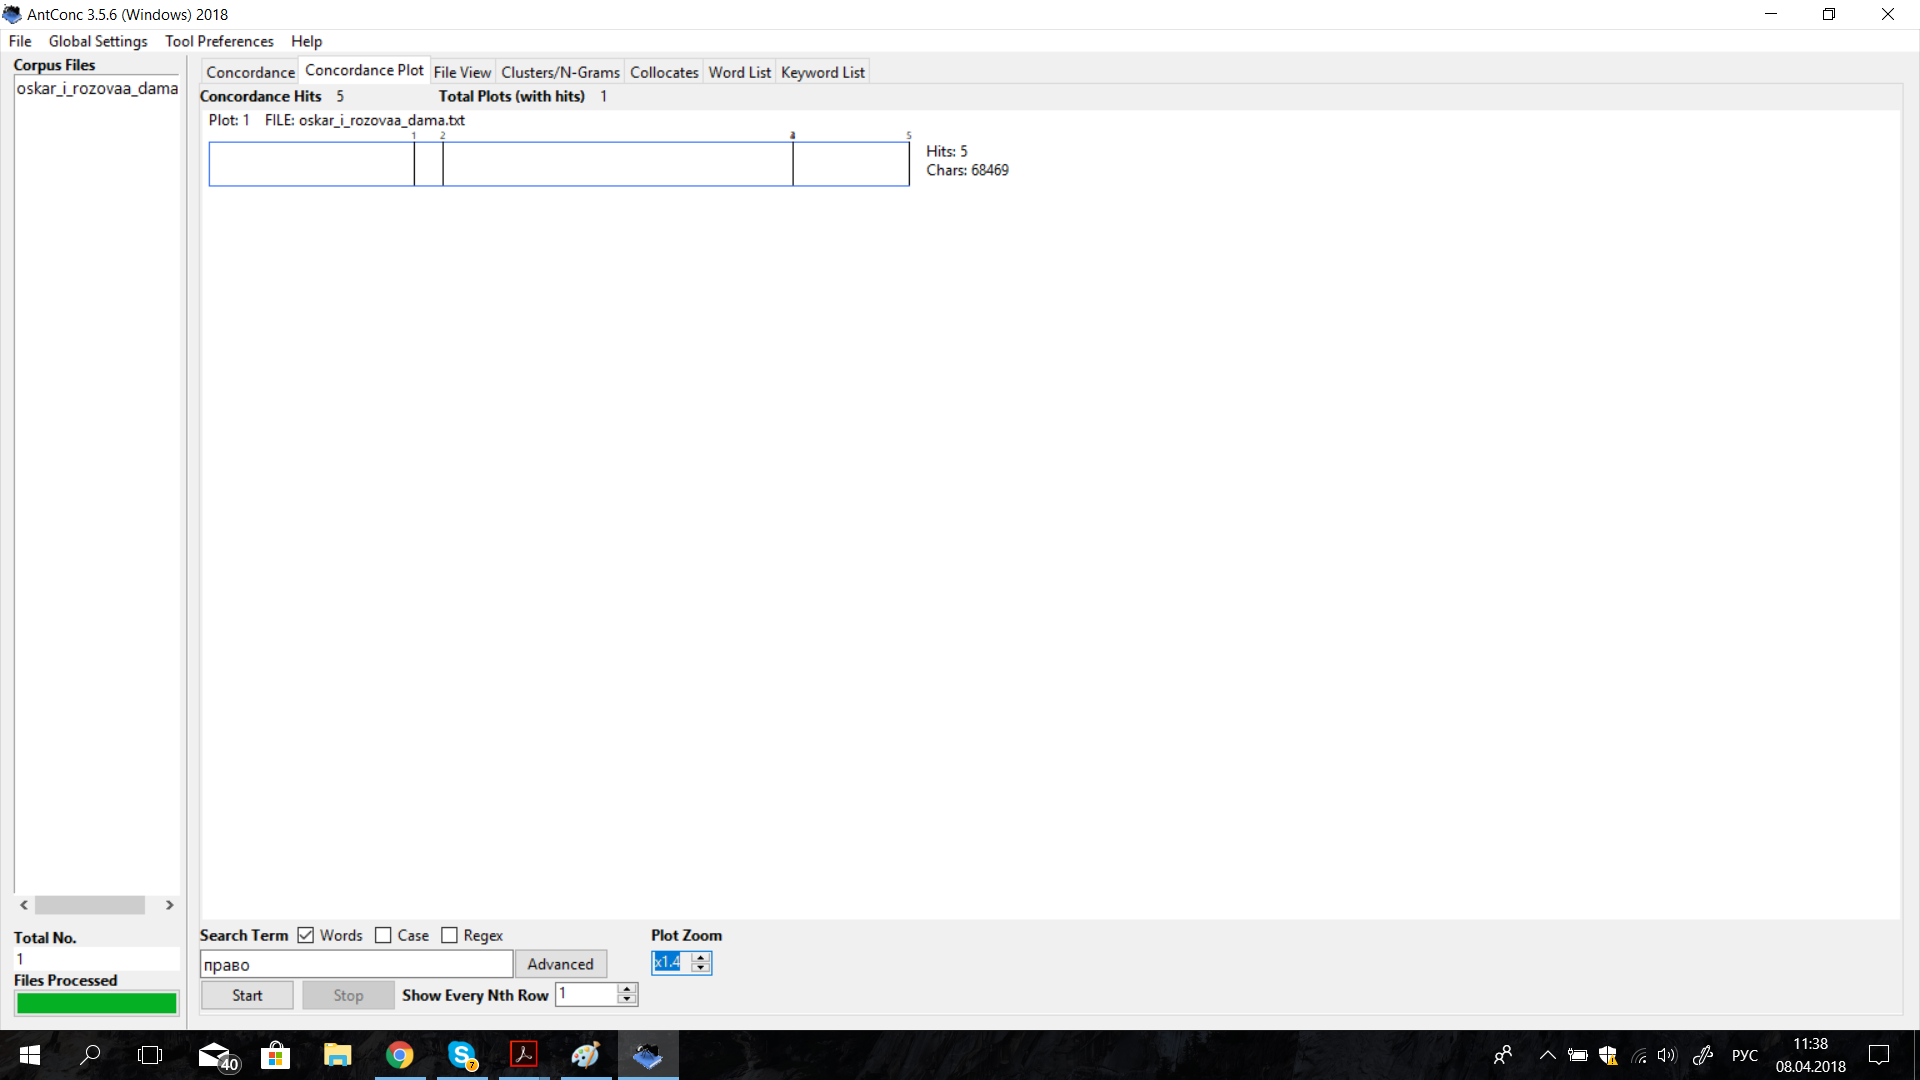 AntConc 3.5.6 (Windows) 2018
File Global Settings Tool Preferences Help
Corpus Files
oskar_i_rozovaa_dama
Concordance Concordance Plot File View Clusters/N-Grams Collocates Word List Keyword List
Concordance Hits 5 Total Plots (with hits) 1
Plot: 1 FILE: oskar_i_rozovaa_dama.txt
1 2 5
Hits: 5
Chars: 68469
Total No.
1
Files Processed
Search Term Words Case Regex
право Advanced
Start Stop Show Every Nth Row 1
Plot Zoom
x1.4
40
7
РУС
11:38
08.04.2018